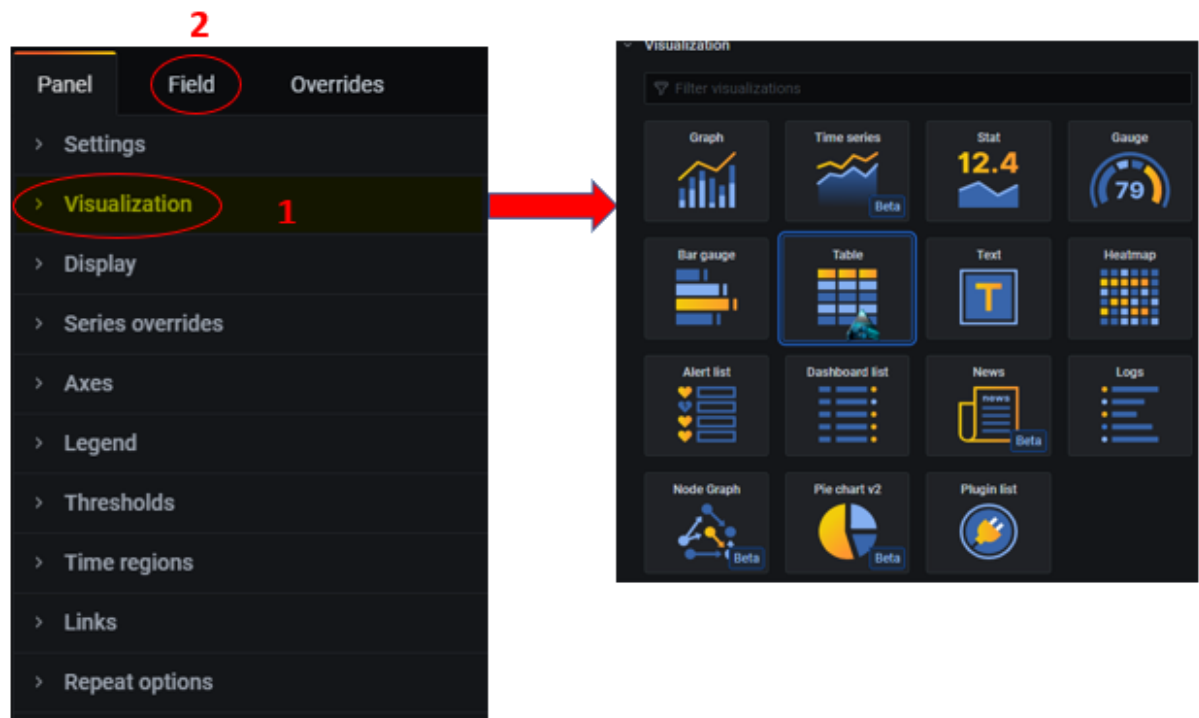 2
Panel Field Overrides
Settings
Visualization 1
Display
Series overrides
Axes
Legend
Thresholds
Time regions
Links
Repeat options
Visualization
Filter visualizations
Graph Time series Stat Gauge
12.4
79
Beta
Bar gauge Table Text Heatmap
T
Alert list Dashboard list News Logs
news
Beta
Node Graph Pie chart v2 Plugin list
Beta Beta